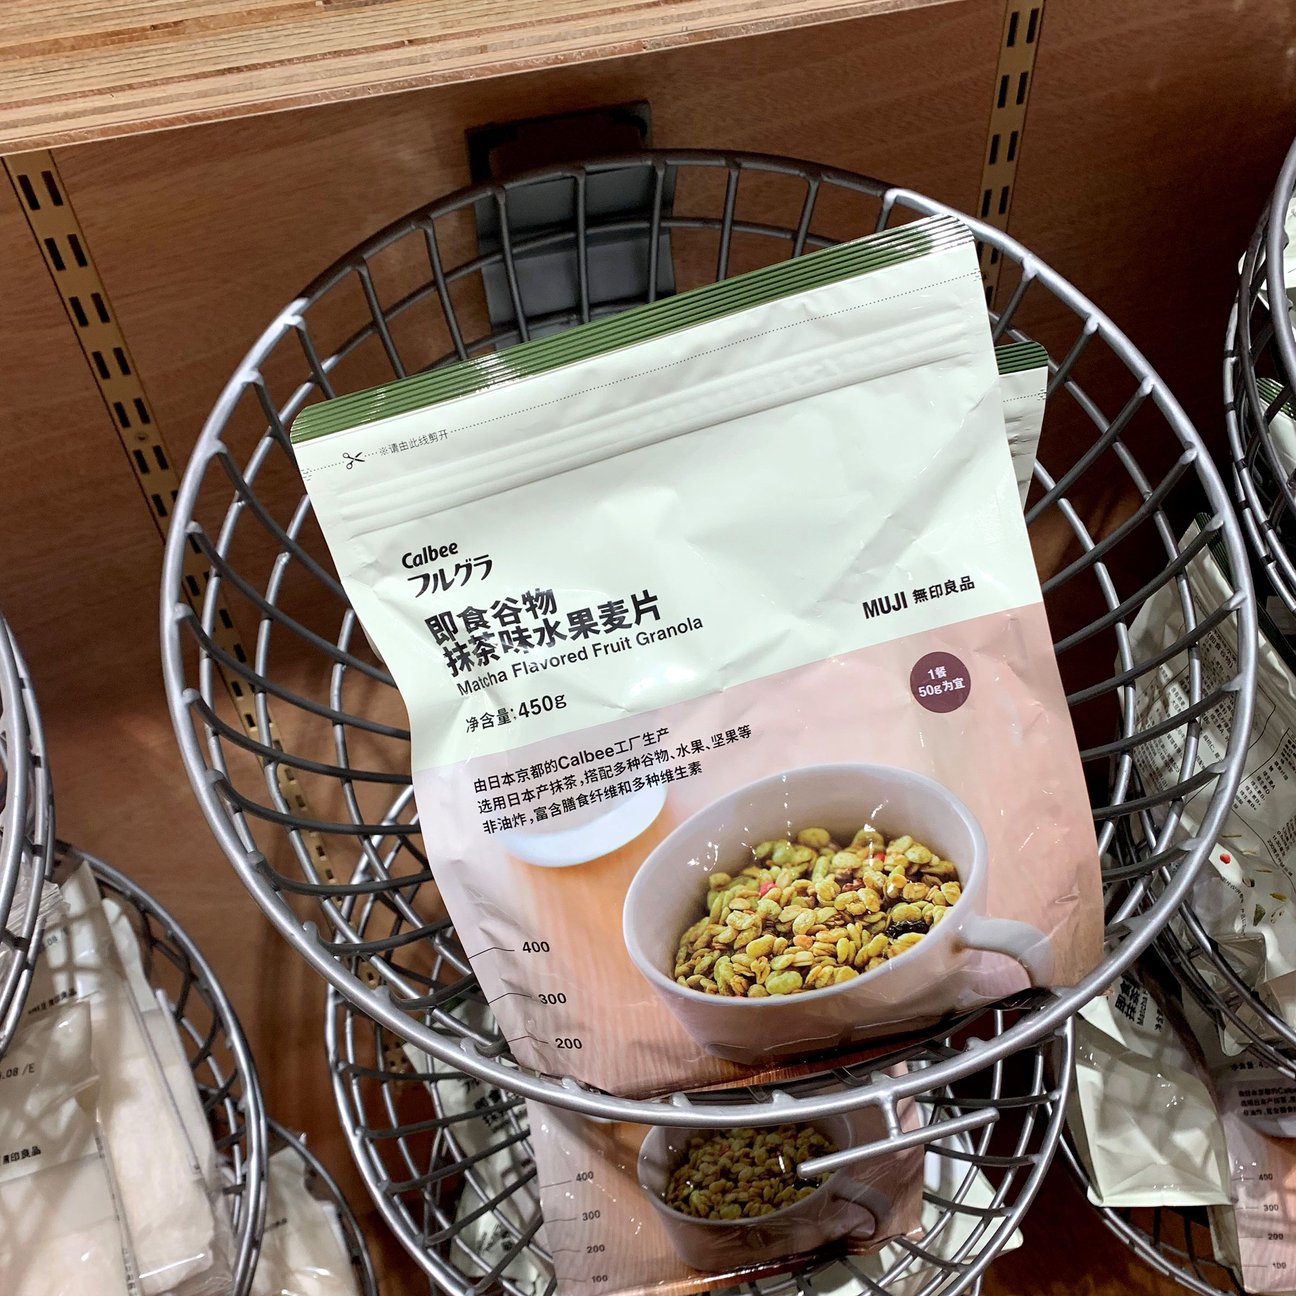 ※请由此线剪开
Calbee
フルグラ
即食谷物
抹茶味水果麦片
Matcha Flavored Fruit Granola
净含量:450g
MUJI 無印良品
1餐
50g为宜
由日本京都的Calbee工厂生产
选用日本产抹茶,搭配多种谷物、水果、坚果等
非油炸,富含膳食纤维和多种维生素
400
300
200
400
300
200
100
400
300
200
100